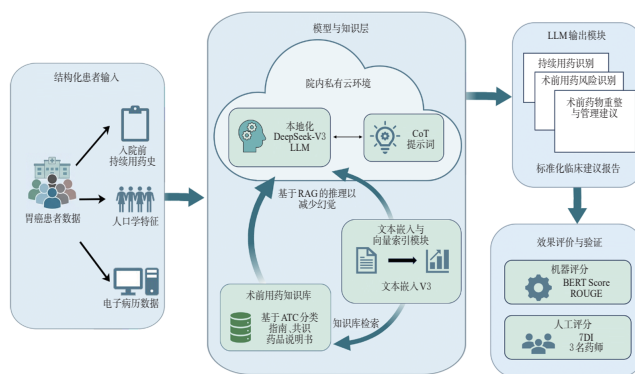 结构化患者输入
入院前
持续用药史
胃癌患者数据
人口学特征
电子病历数据
模型与知识层
院内私有云环境
本地化
DeepSeek-V3
LLM
CoT
提示词
基于RAG的推理以
减少幻觉
文本嵌入与
向量索引模块
文本嵌入V3
术前用药知识库
基于ATC分类
指南、共识
药品说明书
知识库检索
LLM输出模块
持续用药识别
术前用药风险识别
术前药物重整
与管理建议
标准化临床建议报告
效果评价与验证
机器评分
BERT Score
ROUGE
人工评分
7DI
3名药师